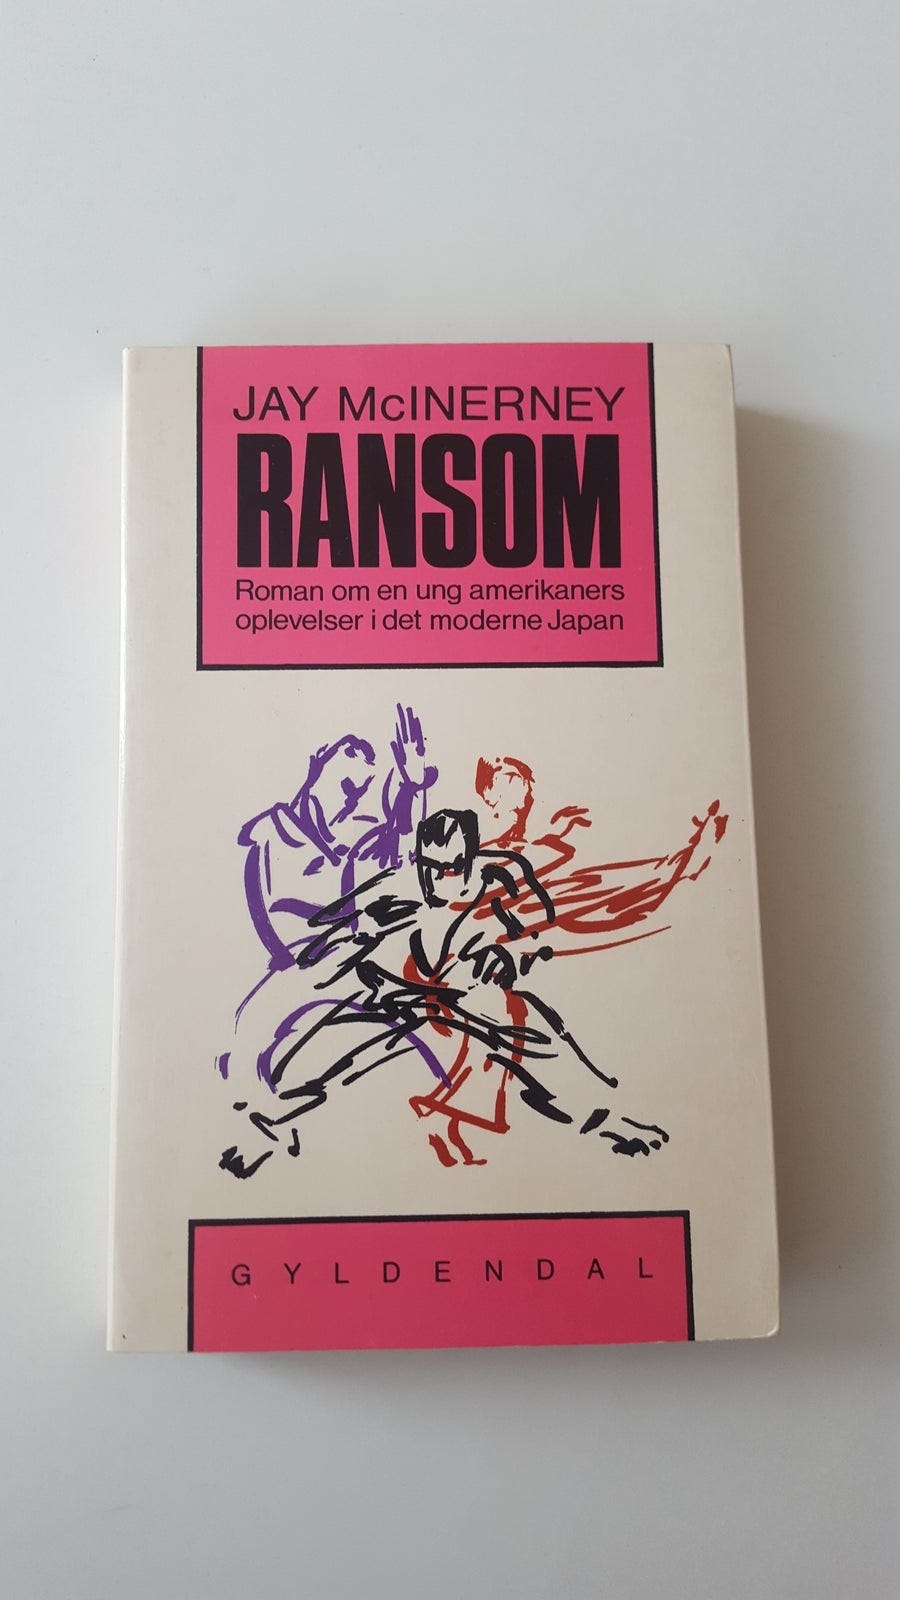 JAY McINERNEY
RANSOM
Roman om en ung amerikaners
oplevelser i det moderne Japan
GYLDENDAL